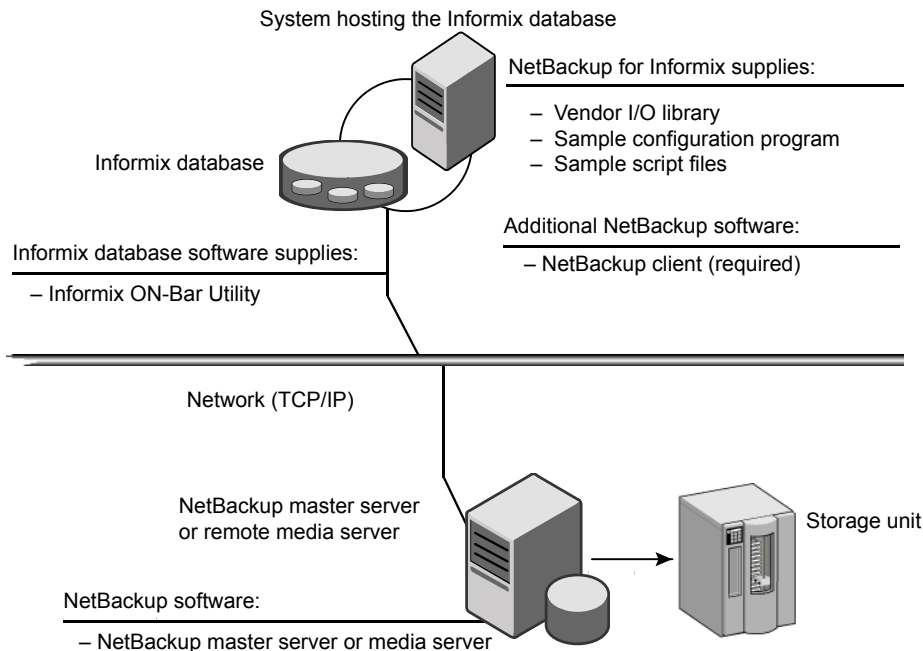 System hosting the Informix database
NetBackup for Informix supplies:
– Vendor I/O library
– Sample configuration program
– Sample script files
Informix database
Additional NetBackup software:
– NetBackup client (required)
Informix database software supplies:
– Informix ON-Bar Utility
Network (TCP/IP)
NetBackup master server
or remote media server
Storage unit
NetBackup software:
– NetBackup master server or media server